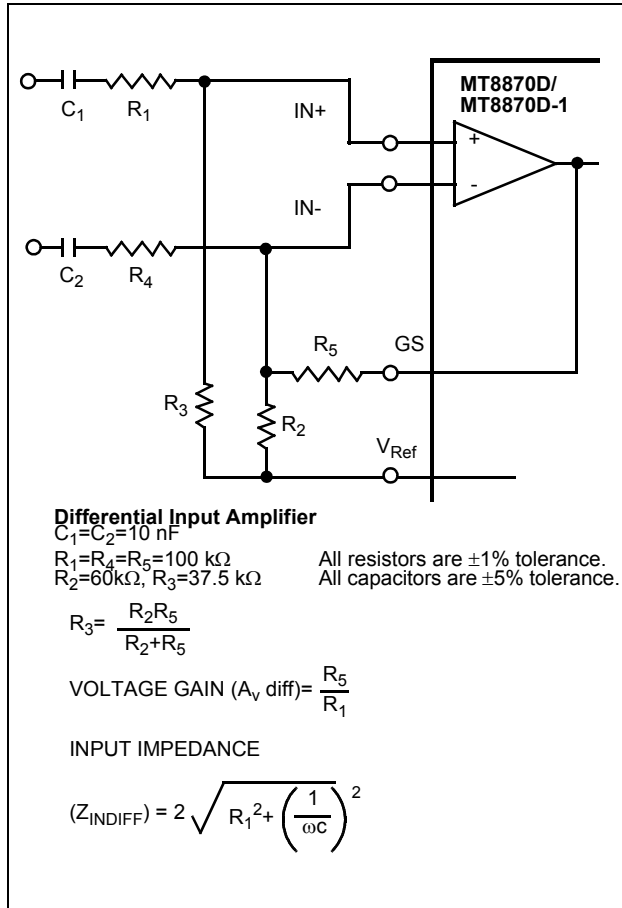 MT8870D/
MT8870D-1
C1
R1
IN+
+
-
IN-
C2
R4
R5
GS
R3
R2
VRef
Differential Input Amplifier
C1=C2=10 nF
R1=R4=R5=100 kΩ All resistors are ±1% tolerance.
R2=60kΩ, R3=37.5 kΩ All capacitors are ±5% tolerance.
R3= R2R5
R2+R5
VOLTAGE GAIN (Av diff)= R5
R1
INPUT IMPEDANCE
(ZINDIFF) = 2 √ R1²+ (1/ωc)²